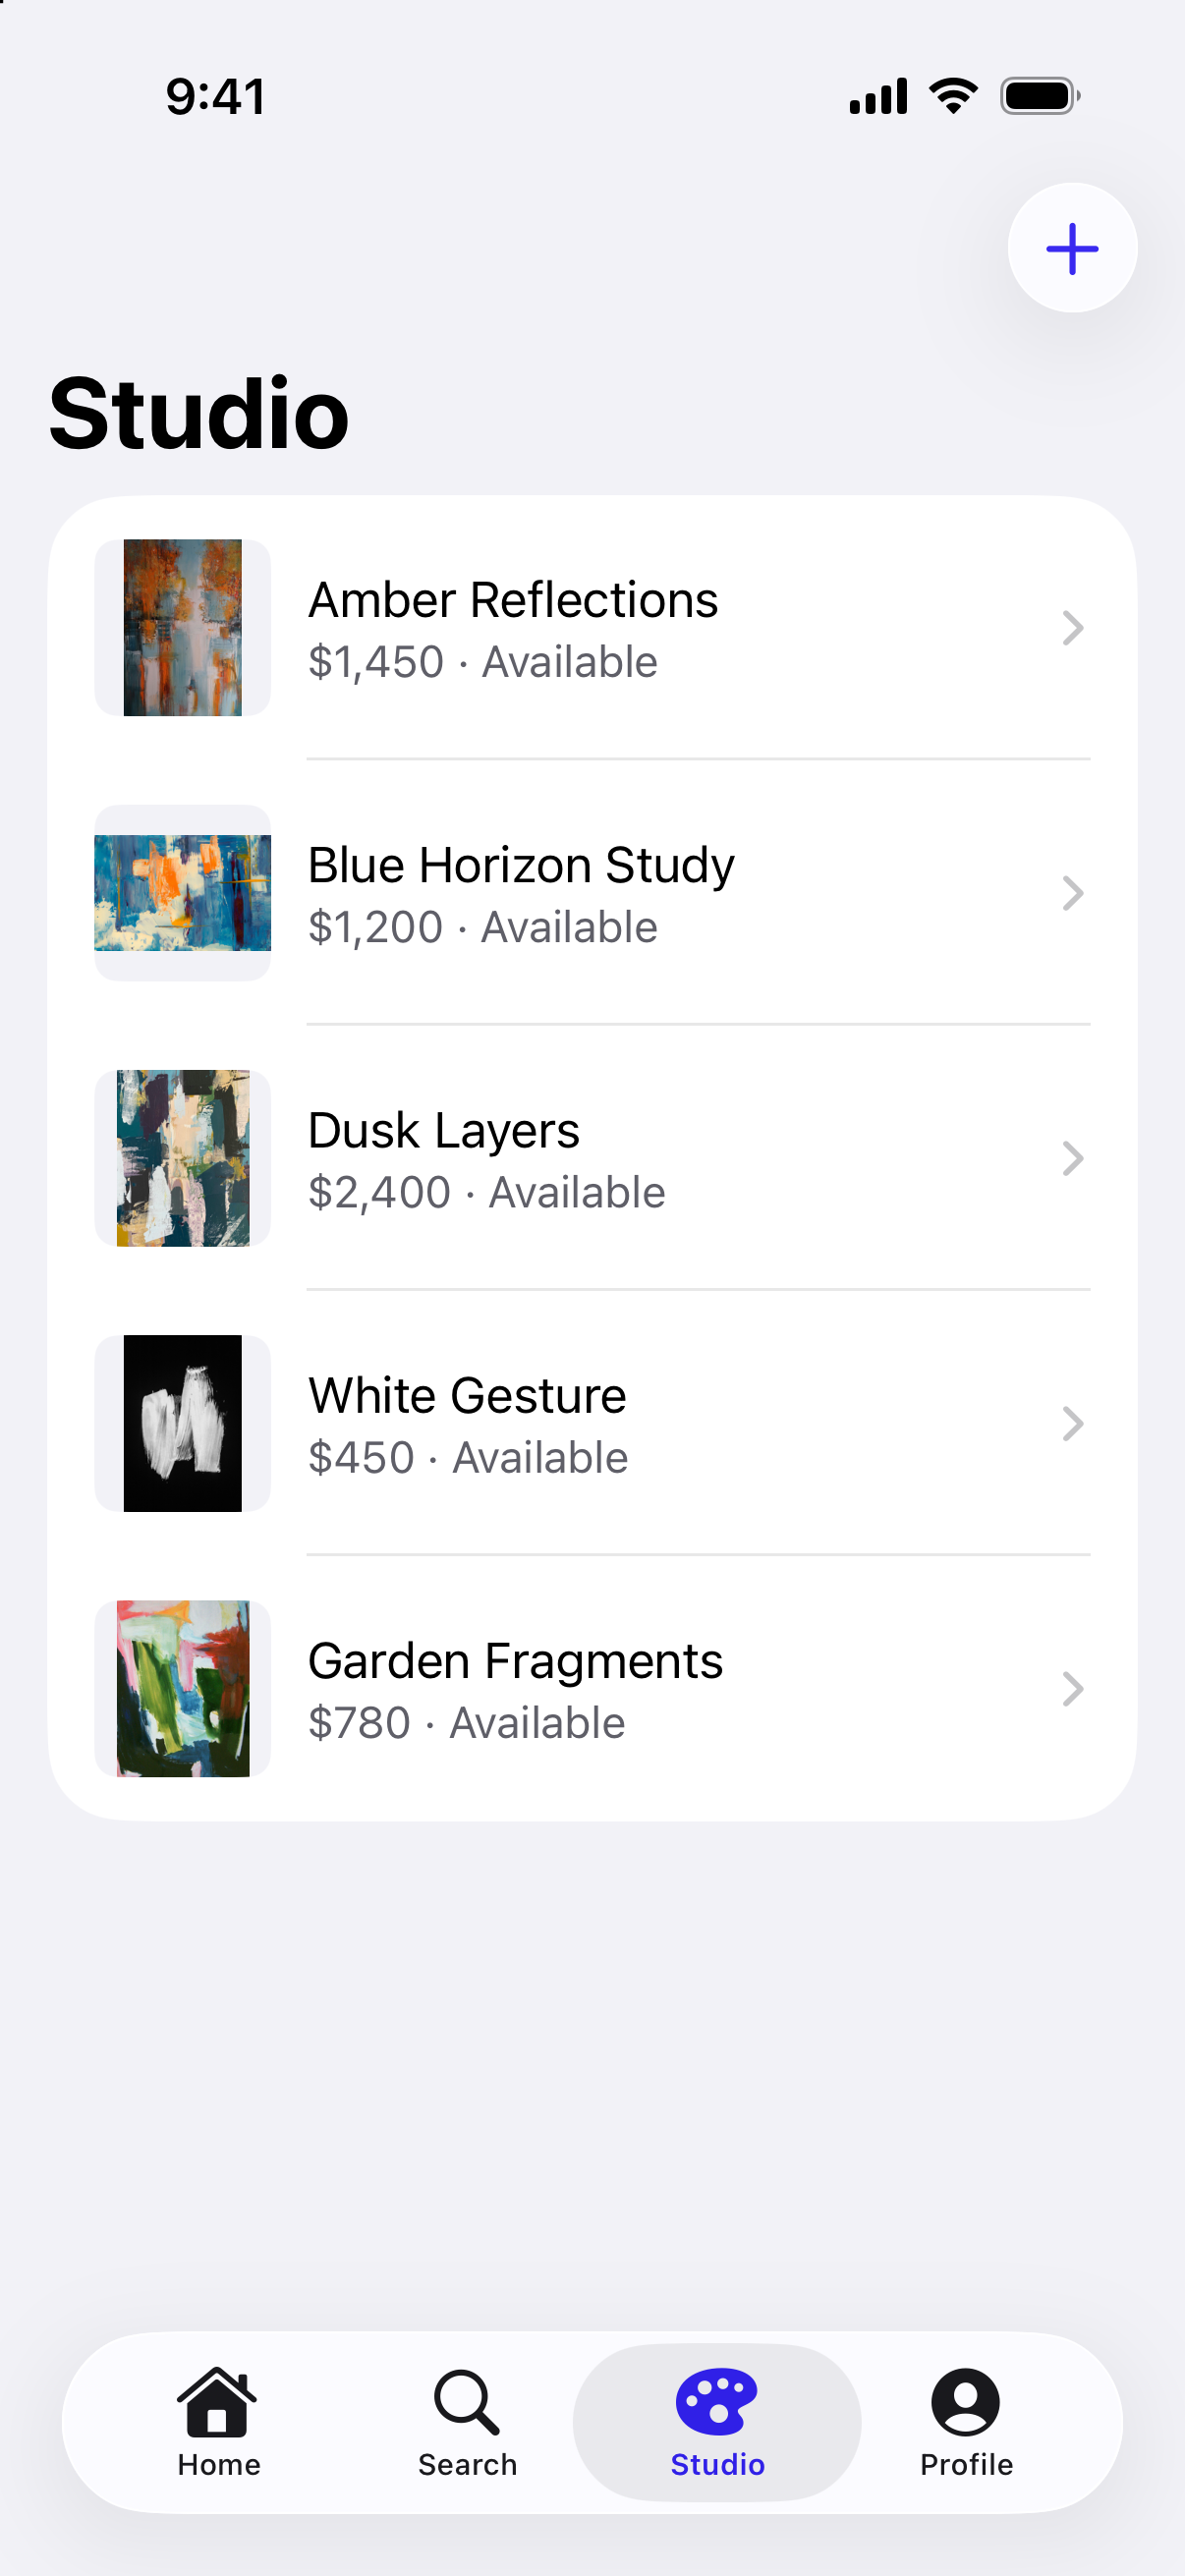 9:41
Studio
Amber Reflections
$1,450 · Available
Blue Horizon Study
$1,200 · Available
Dusk Layers
$2,400 · Available
White Gesture
$450 · Available
Garden Fragments
$780 · Available
Home
Search
Studio
Profile